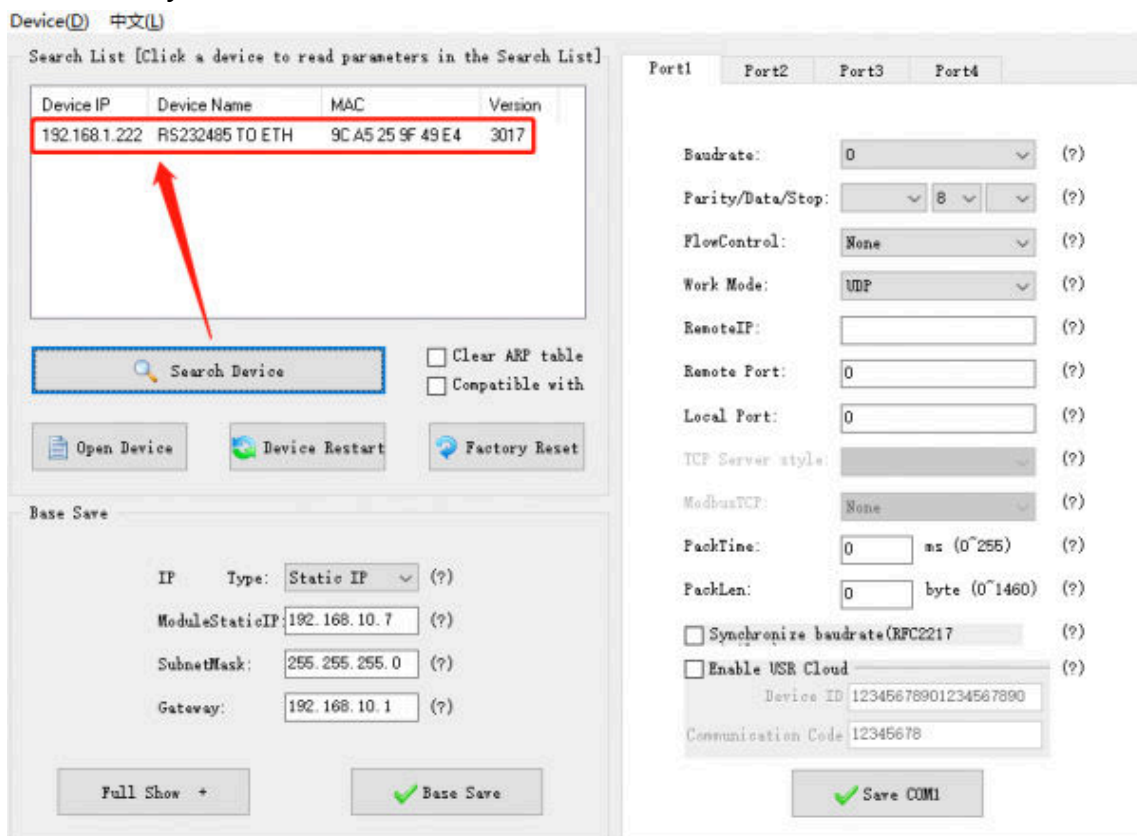 Device(D) 中文(L)
Search List [Click a device to read parameters in the Search List]
Device IP Device Name MAC Version
192.168.1.222 RS232485 TO ETH 9C A5 25 9F 49 E4 3017
Search Device
Clear ARP table
Compatible with
Open Device
Device Restart
Factory Reset
Base Save
IP Type: Static IP (?)
ModuleStaticIP: 192.168.10.7 (?)
SubnetMask: 255.255.255.0 (?)
Gateway: 192.168.10.1 (?)
Full Show +
Base Save
Port1 Port2 Port3 Port4
Baudrate: 0 (?)
Parity/Data/Stop: 8 (?)
FlowControl: None (?)
Work Mode: UDP (?)
RemoteIP: (?)
Remote Port: 0 (?)
Local Port: 0 (?)
TCP Server style: (?)
ModbusTCP: None (?)
PackTime: 0 ms (0~255) (?)
PackLen: 0 byte (0~1460) (?)
Synchronize baudrate(RFC2217 (?)
Enable USR Cloud (?)
Device ID 12345678901234567890
Communication Code 12345678
Save COM1